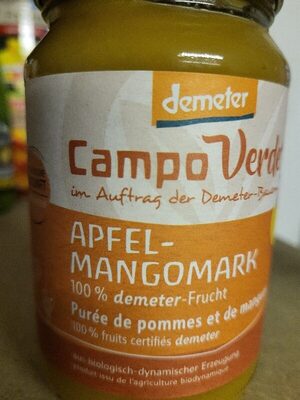 demeter
Campo Verde
im Auftrag der Demeter-Bauern
APFEL-
MANGOMARK
100 % demeter-Frucht
Purée de pommes et de mangue
100 % fruits certifiés demeter
aus biologisch-dynamischer Erzeugung
produit issu de l'agriculture biodynamique